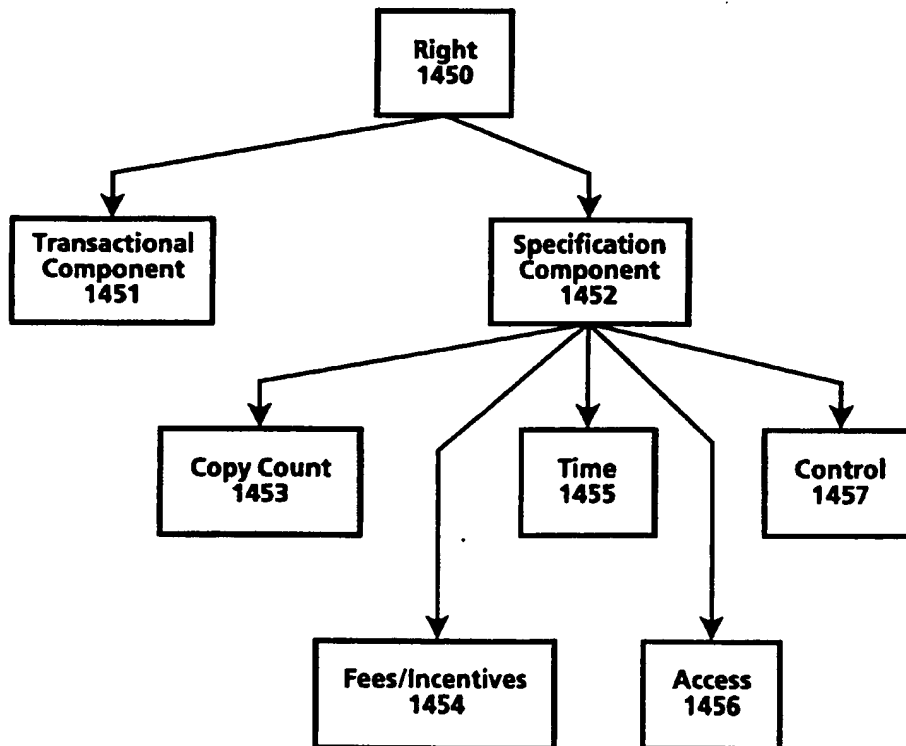 Right
1450
Transactional
Component
1451
Specification
Component
1452
Copy Count
1453
Time
1455
Control
1457
Fees/Incentives
1454
Access
1456